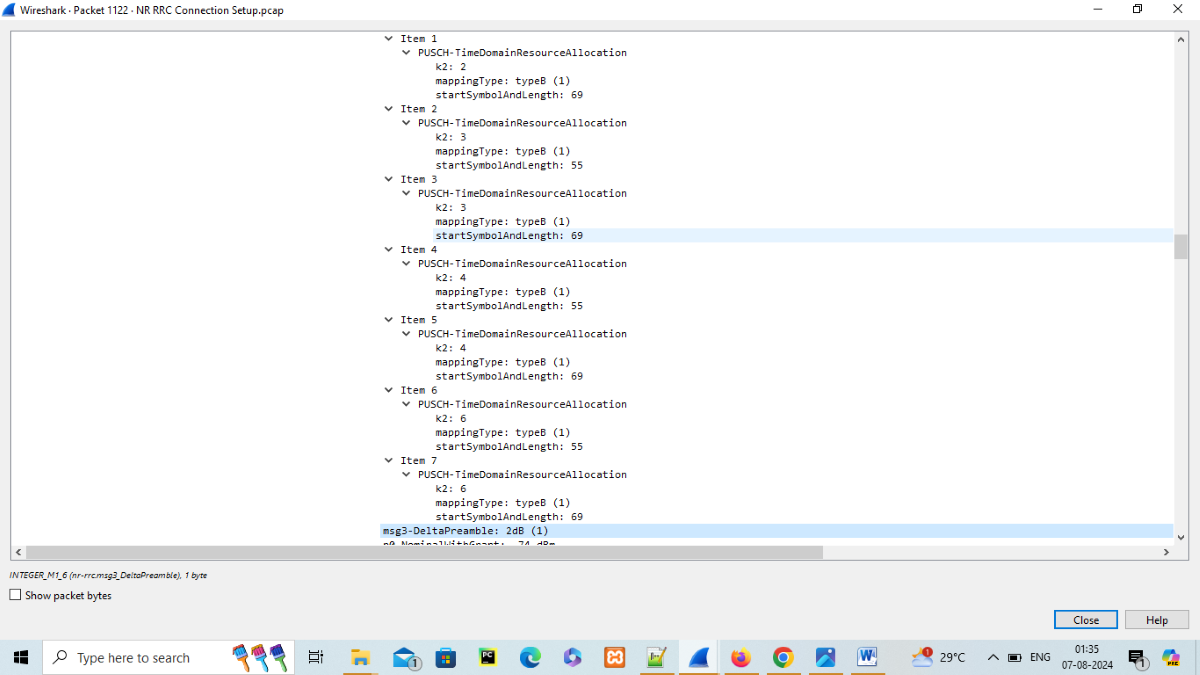 Wireshark · Packet 1122 · NR RRC Connection Setup.pcap
Item 1
PUSCH-TimeDomainResourceAllocation
k2: 2
mappingType: typeB (1)
startSymbolAndLength: 69
Item 2
PUSCH-TimeDomainResourceAllocation
k2: 3
mappingType: typeB (1)
startSymbolAndLength: 55
Item 3
PUSCH-TimeDomainResourceAllocation
k2: 3
mappingType: typeB (1)
startSymbolAndLength: 69
Item 4
PUSCH-TimeDomainResourceAllocation
k2: 4
mappingType: typeB (1)
startSymbolAndLength: 55
Item 5
PUSCH-TimeDomainResourceAllocation
k2: 4
mappingType: typeB (1)
startSymbolAndLength: 69
Item 6
PUSCH-TimeDomainResourceAllocation
k2: 6
mappingType: typeB (1)
startSymbolAndLength: 55
Item 7
PUSCH-TimeDomainResourceAllocation
k2: 6
mappingType: typeB (1)
startSymbolAndLength: 69
msg3-DeltaPreamble: 2dB (1)
INTEGER_M1_6 (nr-rrc.msg3_DeltaPreamble), 1 byte
Show packet bytes
Close Help
Type here to search
29°C
ENG
01:35
07-08-2024